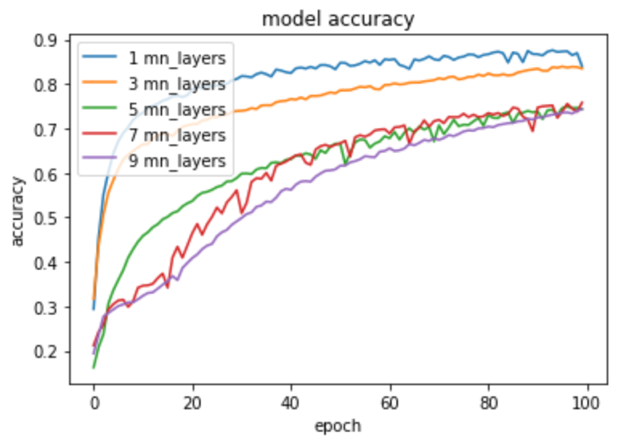 model accuracy
0.9
0.8
0.7
0.6
0.5
0.4
0.3
0.2
accuracy
1 mn_layers
3 mn_layers
5 mn_layers
7 mn_layers
9 mn_layers
0 20 40 60 80 100
epoch